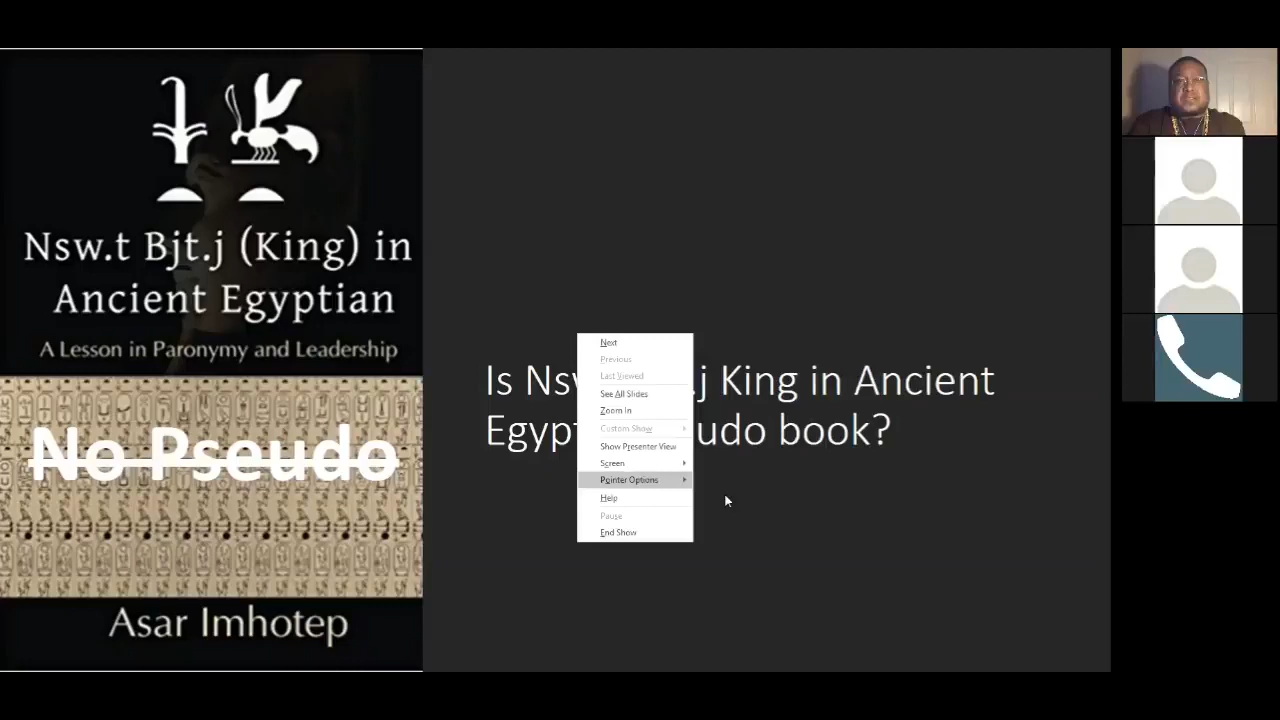 Nsw.t Bjt.j (King) in
Ancient Egyptian
A Lesson in Paronymy and Leadership
No Pseudo
Asar Imhotep
Is Ns .j King in Ancient
Egyp udo book?
Next
Previous
Last Viewed
See All Slides
Zoom In
Custom Show
Show Presenter View
Screen
Pointer Options
Help
Pause
End Show